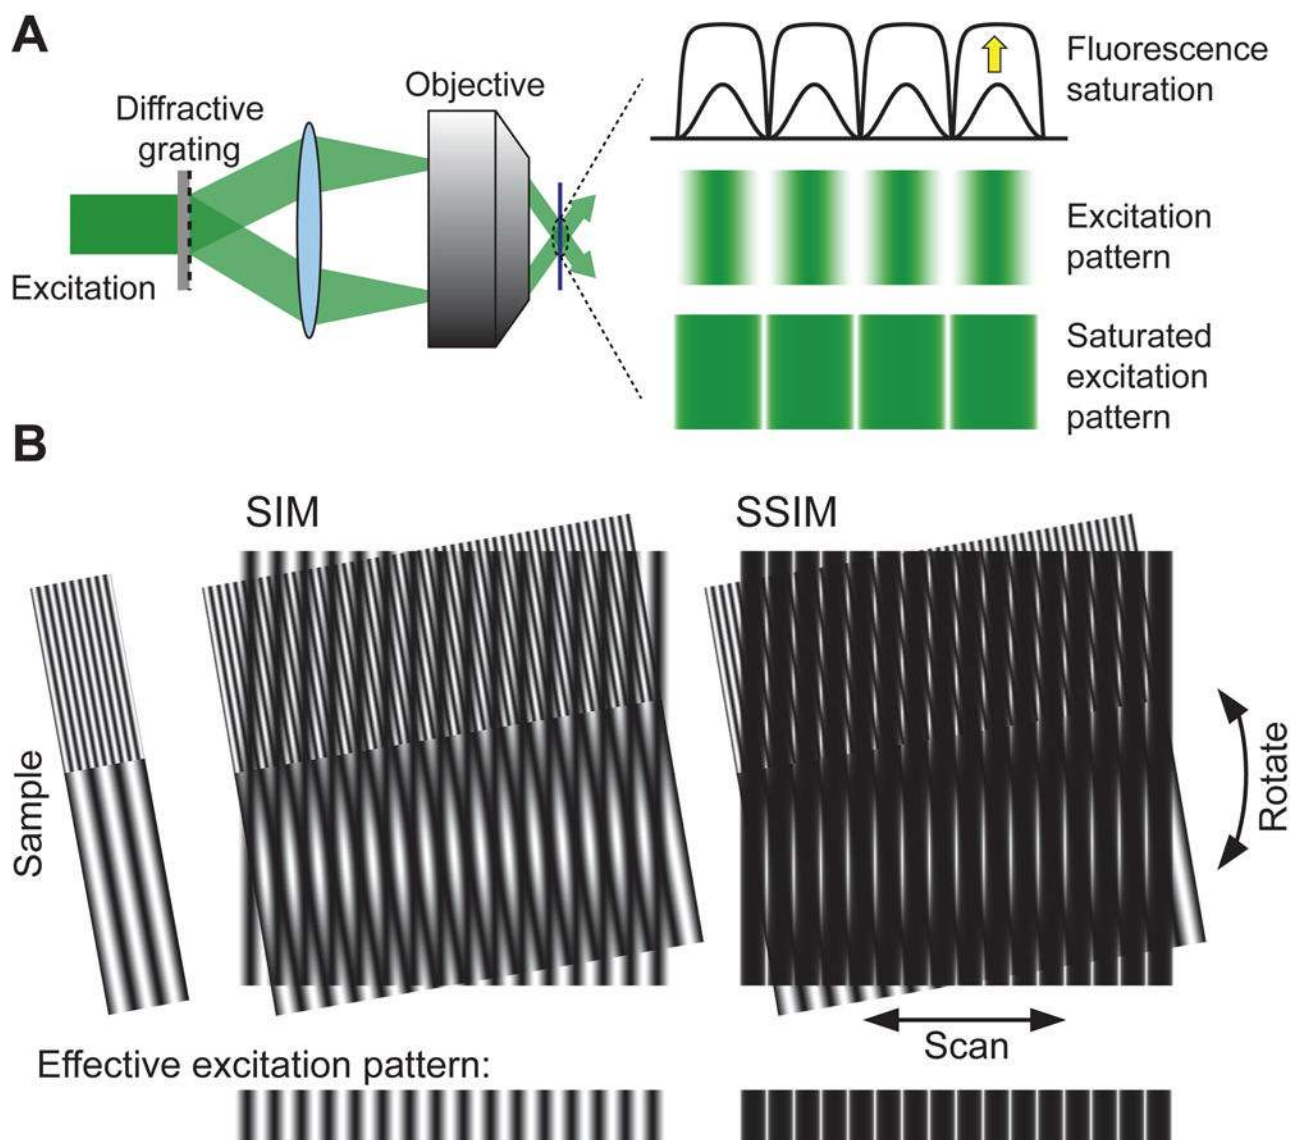 A
Objective
Diffractive
grating
Excitation
Fluorescence
saturation
Excitation
pattern
Saturated
excitation
pattern
B
SIM
SSIM
Sample
Rotate
Scan
Effective excitation pattern: